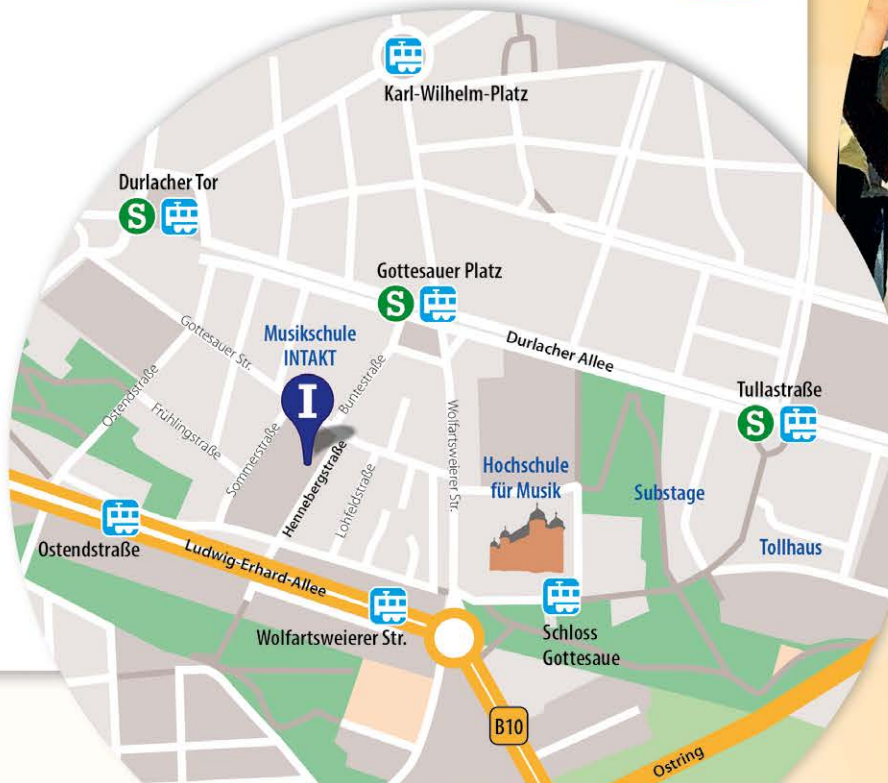 Karl-Wilhelm-Platz
Durlacher Tor
S
Gottesauer Platz
S
Gottesauer Str.
Musikschule
INTAKT
I
Durlacher Allee
Tullastraße
S
Ostendstraße
Frühlingstraße
Sommerstraße
Buntestraße
Hennebergstraße
Lohfeldstraße
Wolfartsweierer Str.
Hochschule
für Musik
Substage
Tollhaus
Ostendstraße
Ludwig-Erhard-Allee
Wolfartsweierer Str.
Schloss
Gottesaue
B10
Ostring